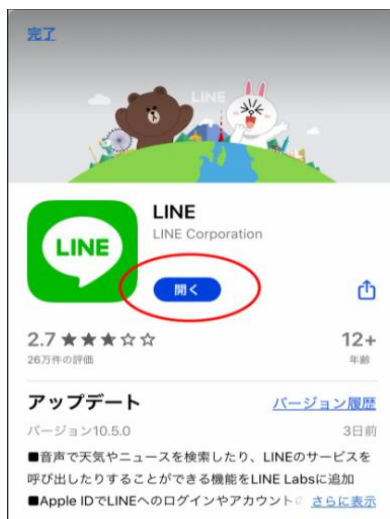 完了
LINE
LINE
LINE Corporation
LINE
開く
2.7 ★★★☆☆
12+
26万件の評価
年齢
アップデート
バージョン履歴
バージョン10.5.0
3日前
■音声で天気やニュースを検索したり、LINEのサービスを
呼び出したりすることができる機能をLINE Labsに追加
■Apple IDでLINEへのログインやアカウント
さらに表示